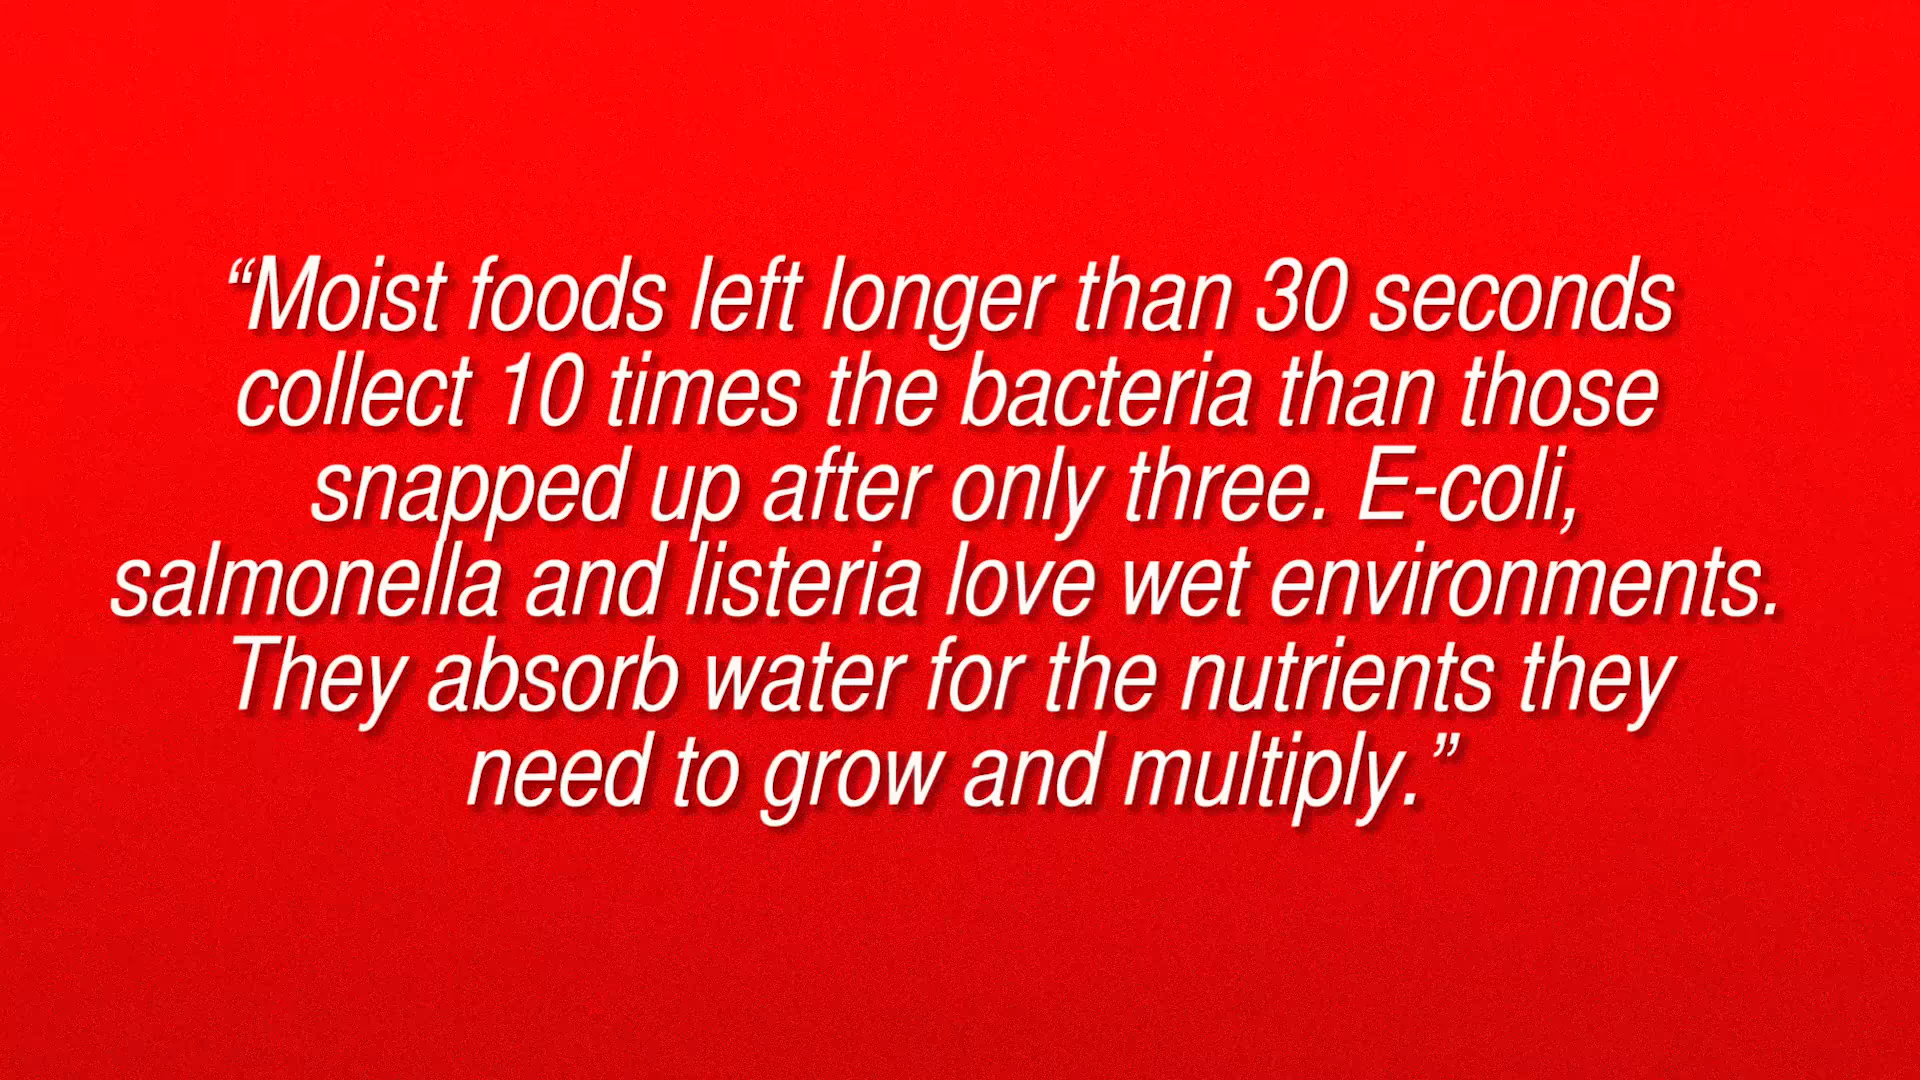 “Moist foods left longer than 30 seconds
collect 10 times the bacteria than those
snapped up after only three. E-coli,
salmonella and listeria love wet environments.
They absorb water for the nutrients they
need to grow and multiply.”